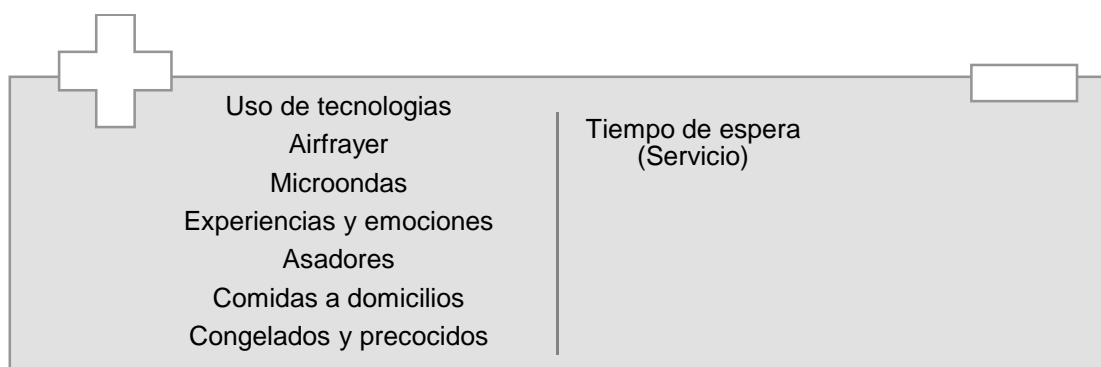 Uso de tecnologias
Airfrayer
Microondas
Experiencias y emociones
Asadores
Comidas a domicilios
Congelados y precocidos
Tiempo de espera
(Servicio)